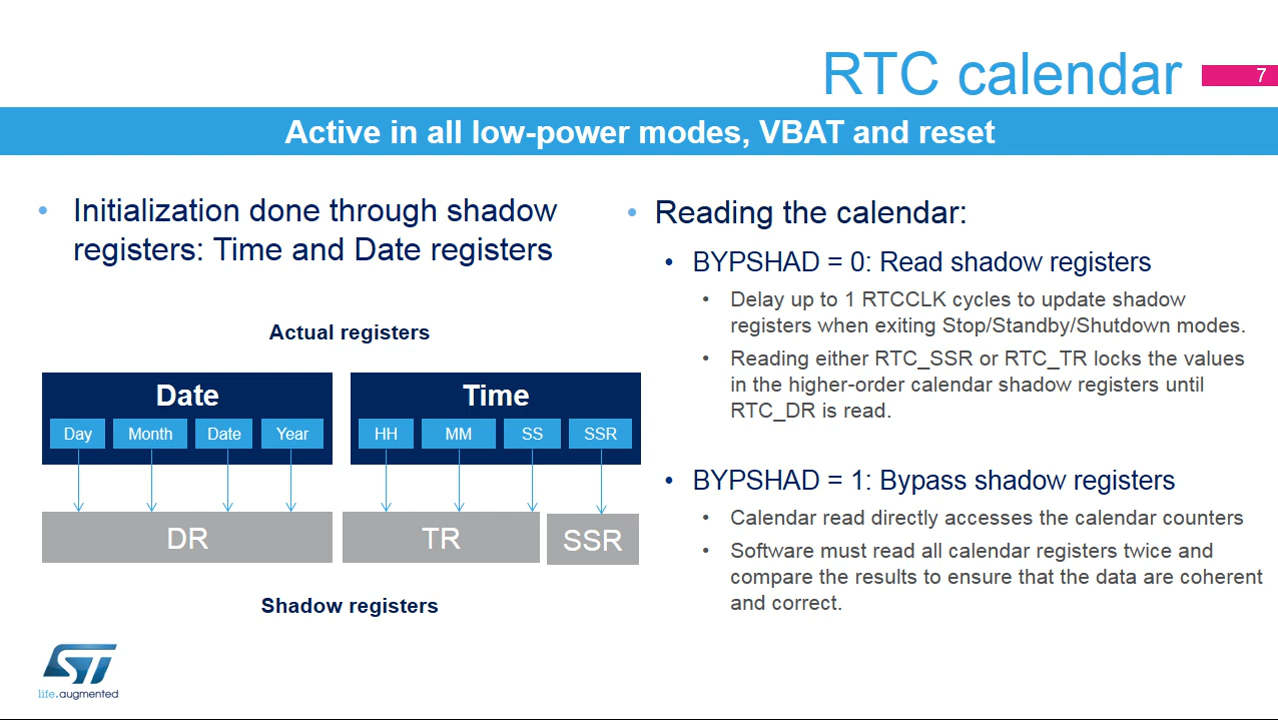 RTC calendar
7
Active in all low-power modes, VBAT and reset
• Initialization done through shadow
registers: Time and Date registers
Actual registers
Date
Day Month Date Year
Time
HH MM SS SSR
DR TR SSR
Shadow registers
• Reading the calendar:
• BYPSHAD = 0: Read shadow registers
• Delay up to 1 RTCCLK cycles to update shadow
registers when exiting Stop/Standby/Shutdown modes.
• Reading either RTC_SSR or RTC_TR locks the values
in the higher-order calendar shadow registers until
RTC_DR is read.
• BYPSHAD = 1: Bypass shadow registers
• Calendar read directly accesses the calendar counters
• Software must read all calendar registers twice and
compare the results to ensure that the data are coherent
and correct.
ST
life.augmented